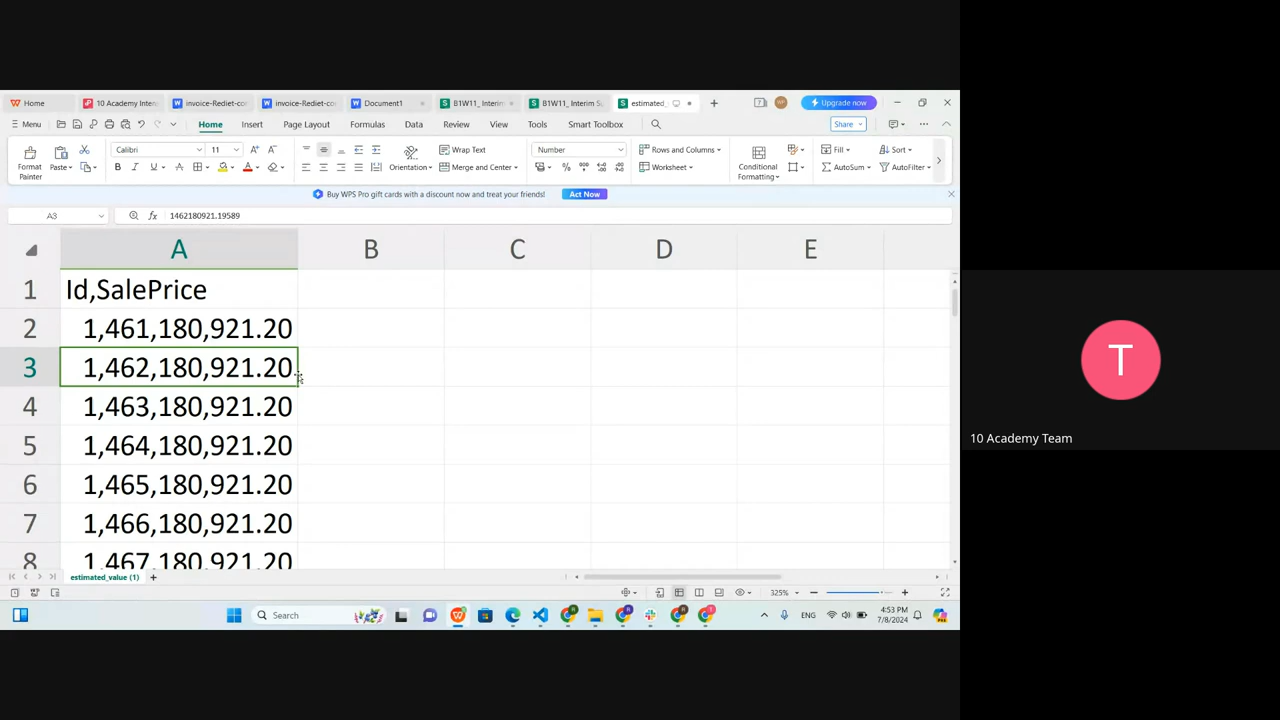 Home
10 Academy Inter
invoice-Rediet-co
invoice-Rediet-co
Document1
B1W11_ Interim
B1W11_ Interim S
estimated_
Upgrade now
Menu
Home
Insert
Page Layout
Formulas
Data
Review
View
Tools
Smart Toolbox
Share
Format
Painter
Paste
Calibri
11
B I U A
Orientation
Wrap Text
Merge and Center
Number
Rows and Columns
Worksheet
Conditional
Formatting
Fill
AutoSum
Sort
AutoFilter
Buy WPS Pro gift cards with a discount now and treat your friends!
Act Now
A3
fx
1462180921.19589
A B C D E
1 Id,SalePrice
2 1,461,180,921.20
3 1,462,180,921.20
4 1,463,180,921.20
5 1,464,180,921.20
6 1,465,180,921.20
7 1,466,180,921.20
8 1,467,180,921.20
estimated_value (1)
325%
Search
ENG
4:53 PM
7/8/2024
T
10 Academy Team